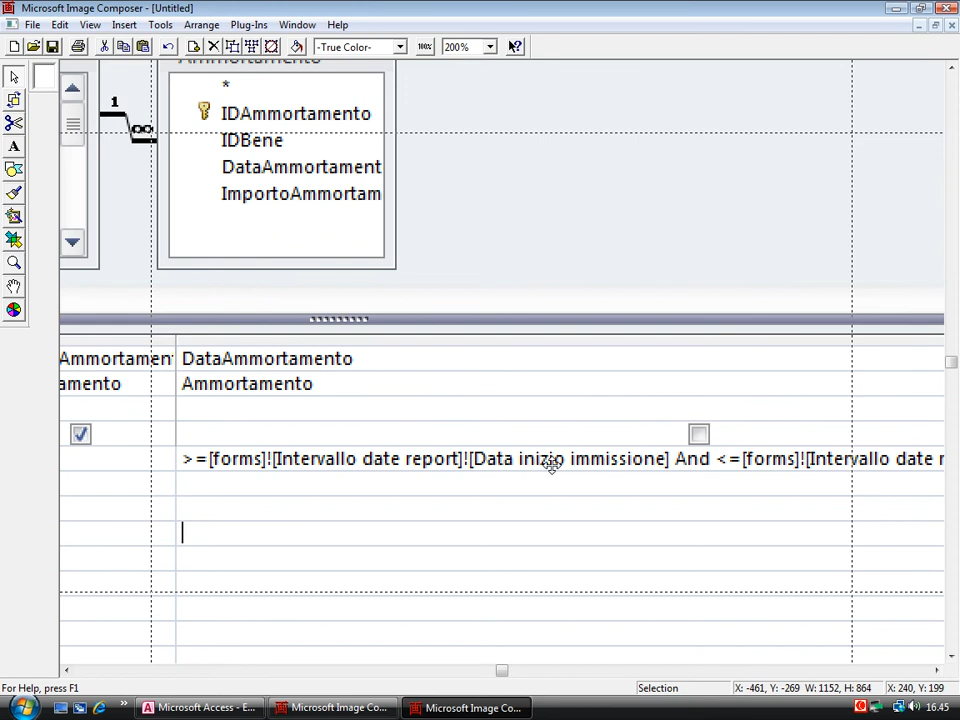 Microsoft Image Composer - [Untitled]
File Edit View Insert Tools Arrange Plug-Ins Window Help
-True Color- 100% 200%
*
1
IDAmmortamento
IDBene
DataAmmortament
ImportoAmmortam
Ammortament DataAmmortamento
amento Ammortamento
>=[forms]![Intervallo date report]![Data inizio immissione] And <=[forms]![Intervallo date r
For Help, press F1 Selection X: -461, Y: -269 W: 1152, H: 864 X: 240, Y: 199
Microsoft Access - E... Microsoft Image Co... Microsoft Image Co... 16.45